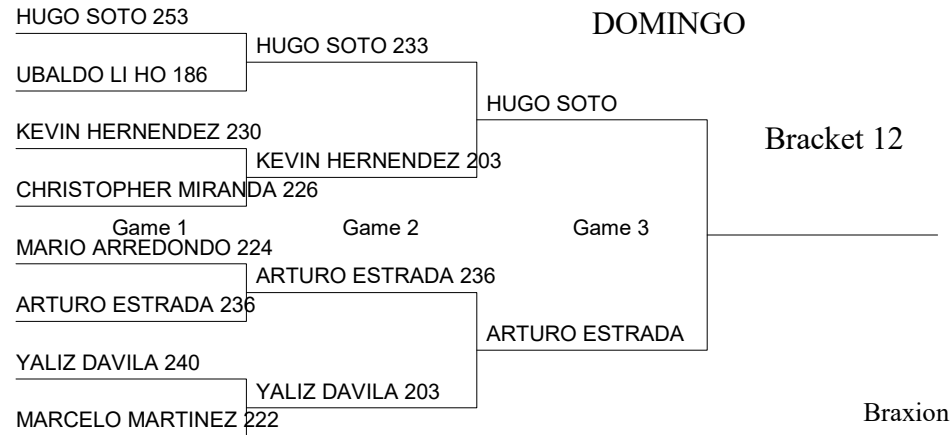 HUGO SOTO 253
DOMINGO
HUGO SOTO 233
UBALDO LI HO 186
HUGO SOTO
KEVIN HERNENDEZ 230
Bracket 12
KEVIN HERNENDEZ 203
CHRISTOPHER MIRANDA 226
Game 1 Game 2 Game 3
MARIO ARREDONDO 224
ARTURO ESTRADA 236
ARTURO ESTRADA 236
ARTURO ESTRADA
YALIZ DAVILA 240
YALIZ DAVILA 203
MARCELO MARTINEZ 222
Braxion